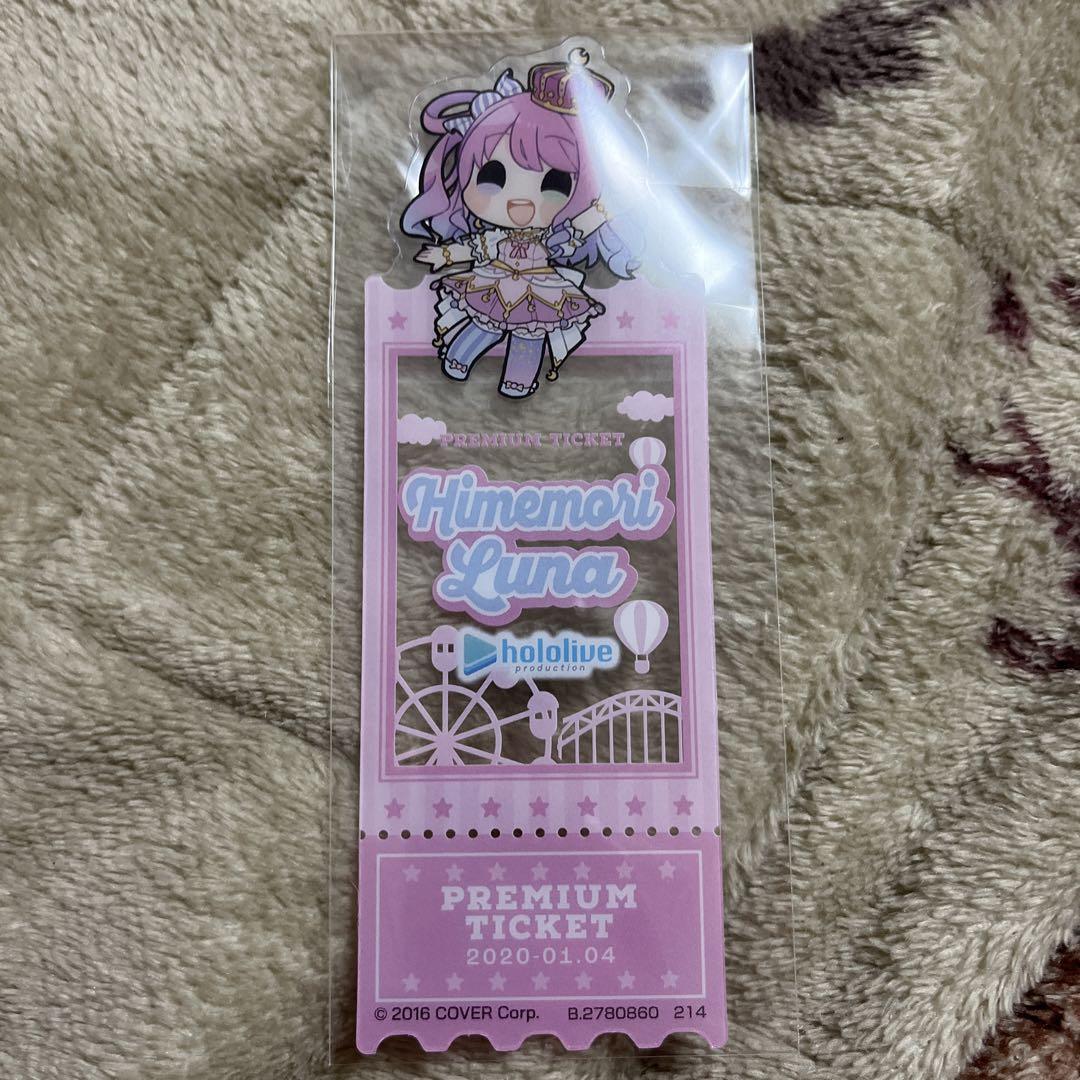 PREMIUM TICKET
Himemori
Luna
hololive
production
PREMIUM
TICKET
2020-01.04
© 2016 COVER Corp. B.2780860 214